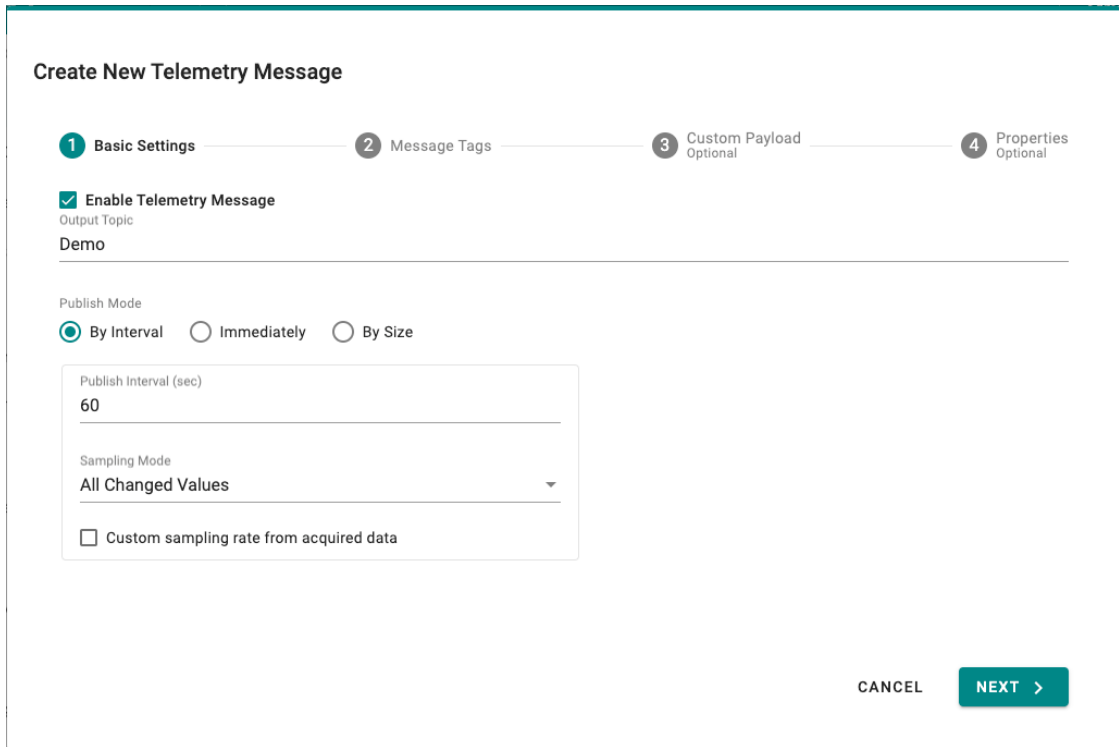 Create New Telemetry Message
1 Basic Settings
2 Message Tags
3 Custom Payload
Optional
4 Properties
Optional
Enable Telemetry Message
Output Topic
Demo
Publish Mode
By Interval Immediately By Size
Publish Interval (sec)
60
Sampling Mode
All Changed Values
Custom sampling rate from acquired data
CANCEL NEXT